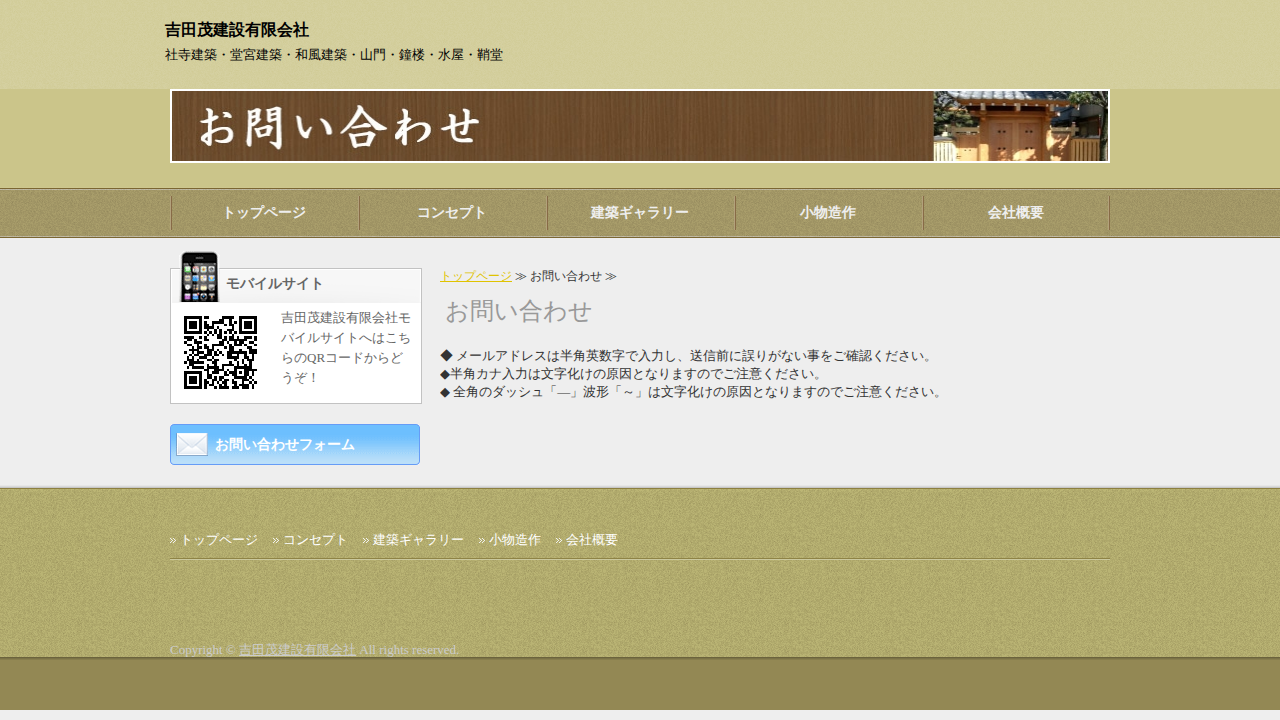 吉田茂建設有限会社
社寺建築・堂宮建築・和風建築・山門・鐘楼・水屋・鞘堂
お問い合わせ
トップページ
コンセプト
建築ギャラリー
小物造作
会社概要
モバイルサイト
吉田茂建設有限会社モ
バイルサイトへはこち
らのQRコードからど
うぞ！
お問い合わせフォーム
トップページ ≫ お問い合わせ ≫
お問い合わせ
◆ メールアドレスは半角英数字で入力し、送信前に誤りがない事をご確認ください。
◆半角カナ入力は文字化けの原因となりますのでご注意ください。
◆ 全角のダッシュ「―」波形「～」は文字化けの原因となりますのでご注意ください。
トップページ
コンセプト
建築ギャラリー
小物造作
会社概要
Copyright © 吉田茂建設有限会社 All rights reserved.